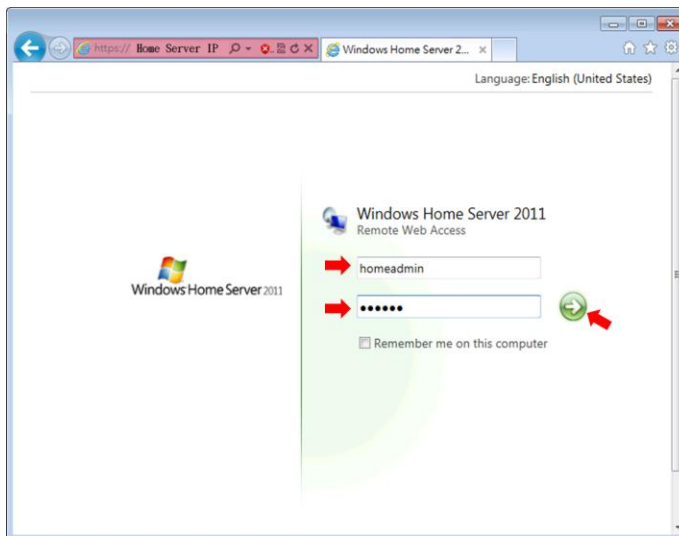 https:// Home Server IP
Windows Home Server 2...
Language: English (United States)
Windows Home Server 2011
Remote Web Access
homeadmin
••••••
Windows Home Server 2011
Remember me on this computer